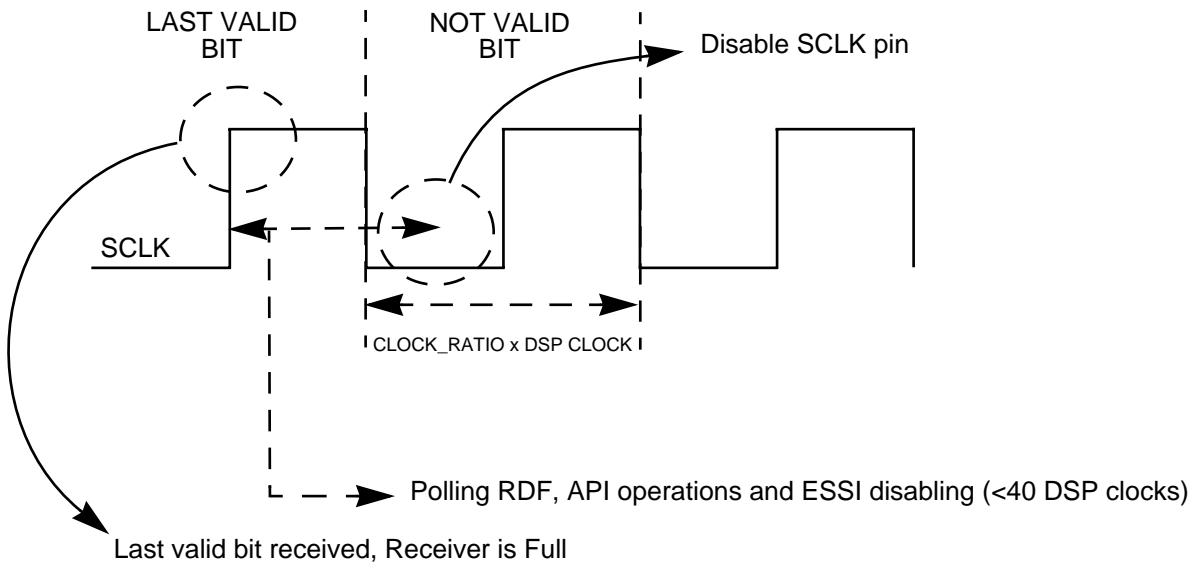 LAST VALID
BIT
NOT VALID
BIT
Disable SCLK pin
SCLK
CLOCK_RATIO x DSP CLOCK
Polling RDF, API operations and ESSI disabling (<40 DSP clocks)
Last valid bit received, Receiver is Full